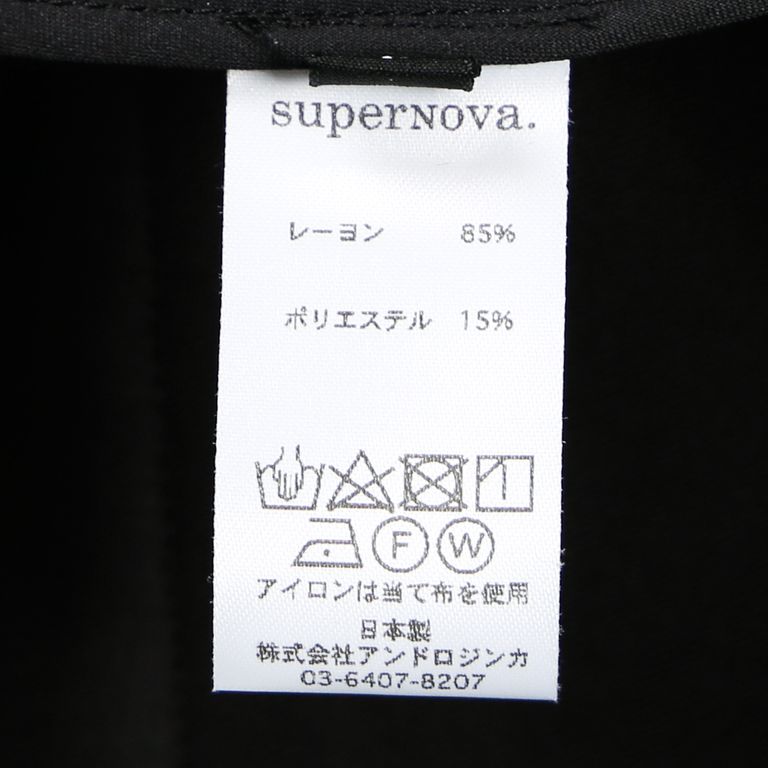 superNova.
レーヨン 85%
ポリエステル 15%
F W
アイロンは当て布を使用
日本製
株式会社アンドロジンカ
03-6407-8207